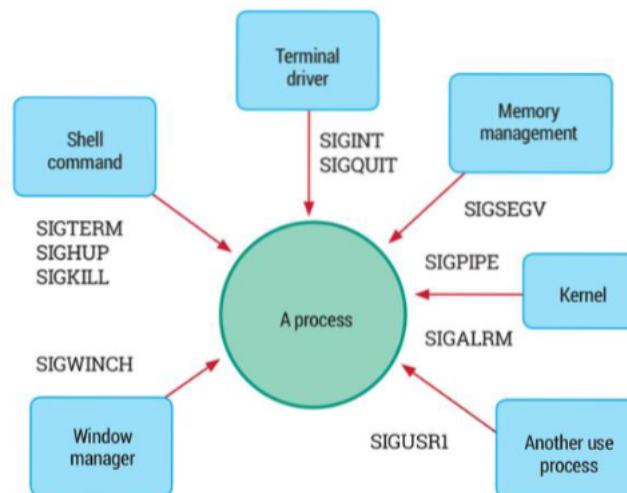 Terminal
driver
Shell
command
SIGINT
SIGQUIT
Memory
management
SIGTERM
SIGHUP
SIGKILL
SIGSEGV
SIGPIPE
Kernel
A process
SIGALRM
SIGWINCH
Window
manager
SIGUSR1
Another use
process